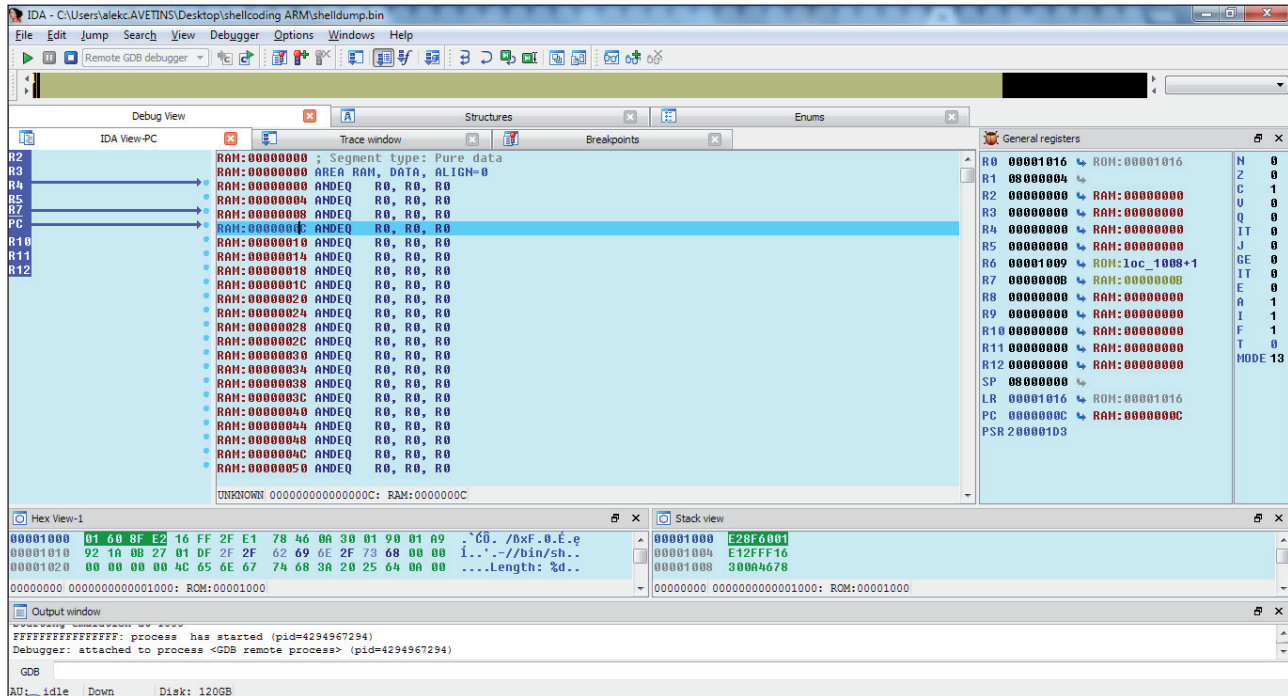 IDA - C:\Users\alekc.AVETINS\Desktop\shellcoding ARM\shelldump.bin
File Edit Jump Search View Debugger Options Windows Help
Remote GDB debugger
Debug View Structures Enums
IDA View-PC Trace window Breakpoints General registers
R2
R3
R4
R5
R7
PC
R10
R11
R12
RAM:00000000 ; Segment type: Pure data
RAM:00000000 AREA RAM, DATA, ALIGN=0
RAM:00000000 ANDEQ R0, R0, R0
RAM:00000004 ANDEQ R0, R0, R0
RAM:00000008 ANDEQ R0, R0, R0
RAM:0000000C ANDEQ R0, R0, R0
RAM:00000010 ANDEQ R0, R0, R0
RAM:00000014 ANDEQ R0, R0, R0
RAM:00000018 ANDEQ R0, R0, R0
RAM:0000001C ANDEQ R0, R0, R0
RAM:00000020 ANDEQ R0, R0, R0
RAM:00000024 ANDEQ R0, R0, R0
RAM:00000028 ANDEQ R0, R0, R0
RAM:0000002C ANDEQ R0, R0, R0
RAM:00000030 ANDEQ R0, R0, R0
RAM:00000034 ANDEQ R0, R0, R0
RAM:00000038 ANDEQ R0, R0, R0
RAM:0000003C ANDEQ R0, R0, R0
RAM:00000040 ANDEQ R0, R0, R0
RAM:00000044 ANDEQ R0, R0, R0
RAM:00000048 ANDEQ R0, R0, R0
RAM:0000004C ANDEQ R0, R0, R0
RAM:00000050 ANDEQ R0, R0, R0
UNKNOWN 000000000000000C: RAM:0000000C
R0 00001016 ROM:00001016
R1 08000004
R2 00000000 RAM:00000000
R3 00000000 RAM:00000000
R4 00000000 RAM:00000000
R5 00000000 RAM:00000000
R6 00001009 ROM:loc_1008+1
R7 0000000B RAM:0000000B
R8 00000000 RAM:00000000
R9 00000000 RAM:00000000
R10 00000000 RAM:00000000
R11 00000000 RAM:00000000
R12 00000000 RAM:00000000
SP 08000000
LR 00001016 ROM:00001016
PC 0000000C RAM:0000000C
PSR 200001D3
N 0
Z 0
C 1
V 0
Q 0
IT 0
J 0
GE 0
IT 0
E 0
A 1
I 1
F 1
T 0
MODE 13
Hex View-1
00001000 01 60 8F E2 16 FF 2F E1 78 46 0A 30 01 90 01 A9
00001010 92 1A 0B 27 01 DF 2F 2F 62 69 6E 2F 73 68 00 00 Í..'.-//bin/sh..
00001020 00 00 00 00 4C 65 6E 67 74 68 3A 20 25 64 0A 00 ....Length: %d..
00000000 0000000000001000: ROM:00001000
Stack view
00001000 E28F6001
00001004 E12FFF16
00001008 300A4678
00000000 0000000000001000: ROM:00001000
Output window
FFFFFFFFFFFFFFFF: process has started (pid=4294967294)
Debugger: attached to process <GDB remote process> (pid=4294967294)
GDB
AU: idle Down Disk: 120GB